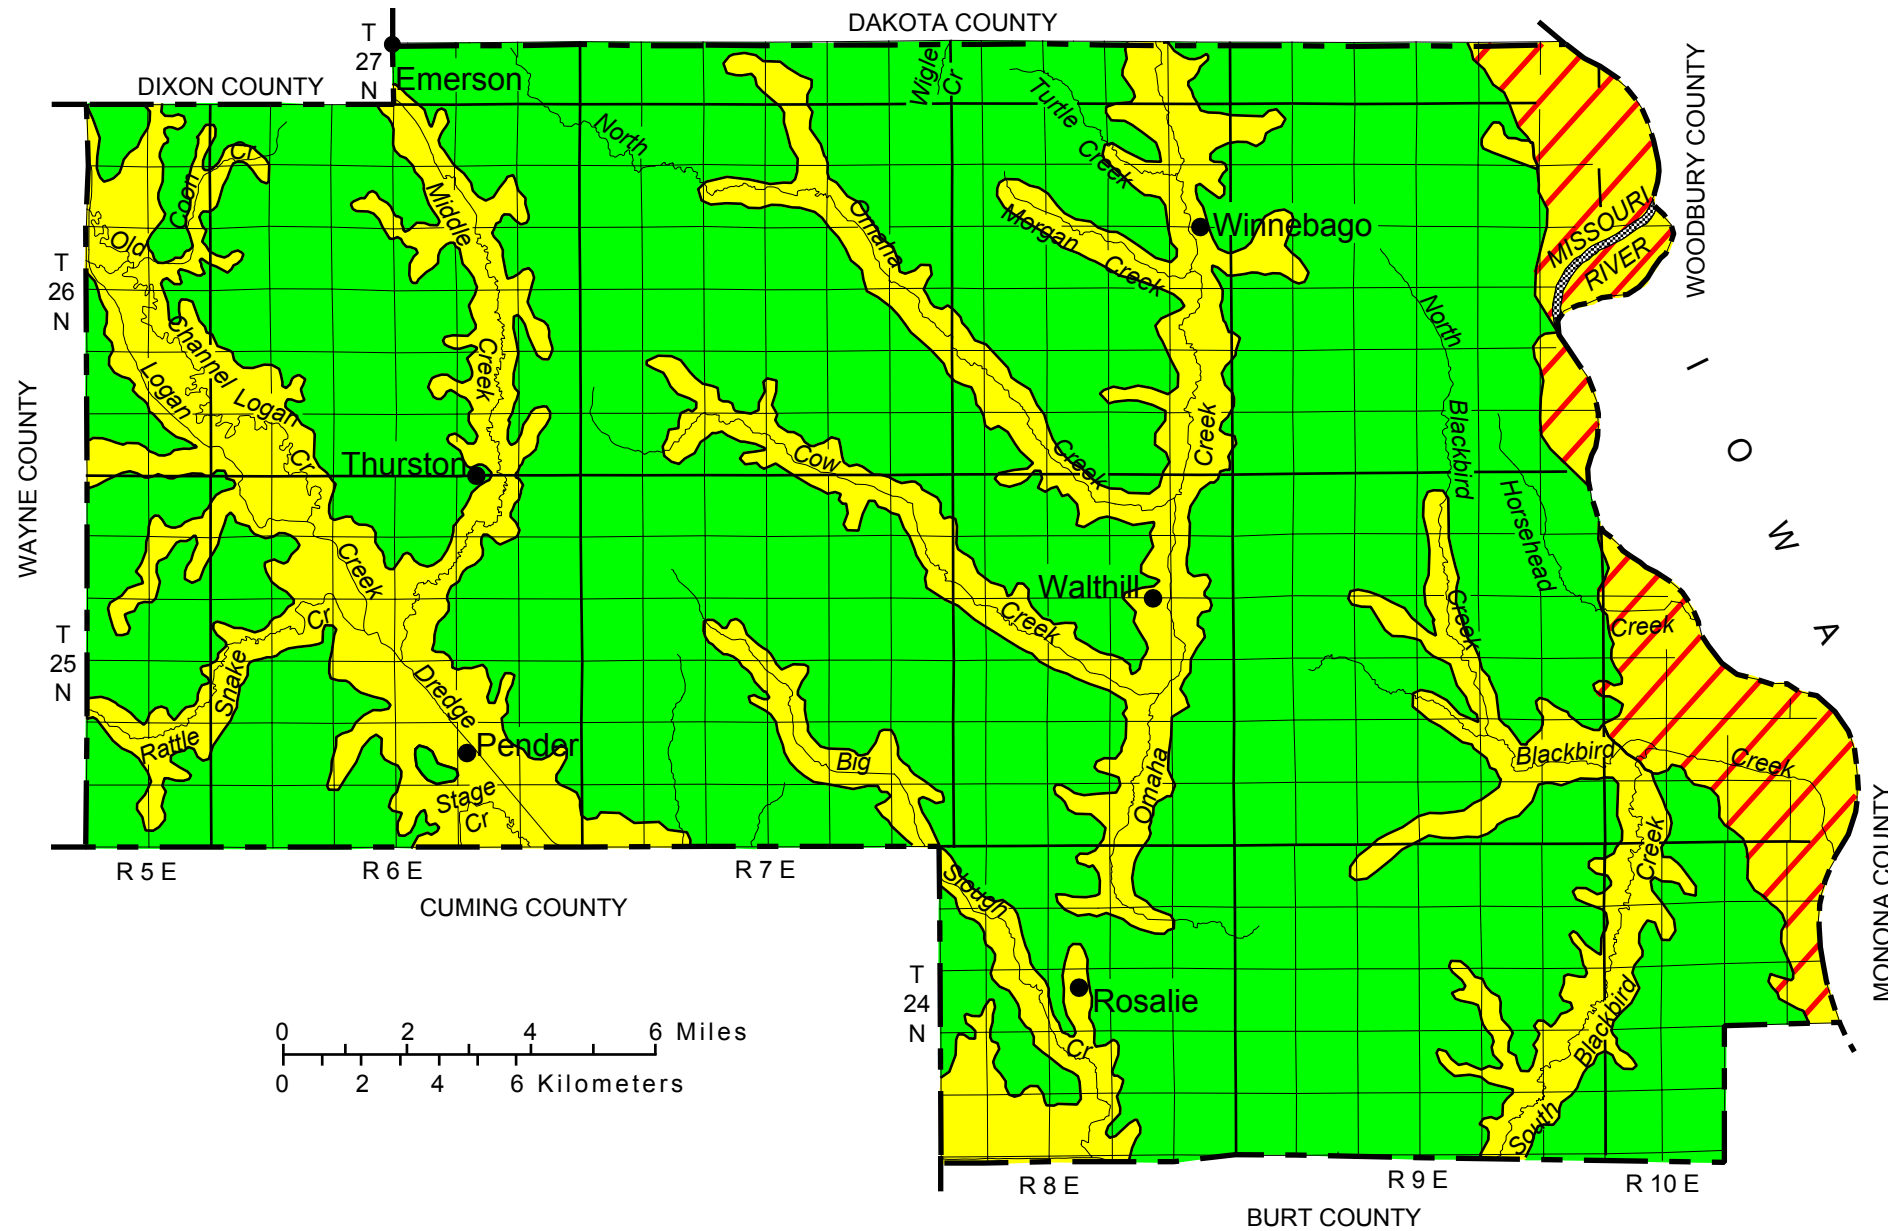 DAKOTA COUNTY
T
27
N
Emerson
DIXON COUNTY
WOODBURY COUNTY
Wigle
Cr
Turtle
Creek
North
Coon
Cr
Middle
Omaha
Morgan
Creek
Winnebago
MISSOURI
RIVER
Old
T
26
N
North
Channel
Logan
Logan
Creek
Cr
I
O
W
A
WAYNE COUNTY
Thurston
Cow
Creek
Creek
Blackbird
Horsehead
Creek
Walthill
Creek
Creek
Creek
Cr
T
25
N
Snake
Rattle
Dredge
Pender
Stage
Cr
Big
Omaha
Blackbird
Creek
Creek
MONONA COUNTY
R 5 E
R 6 E
R 7 E
CUMING COUNTY
Slough
T
24
N
Rosalie
Cr
Blackbird
South
0 2 4 6 Miles
0 2 4 6 Kilometers
R 8 E
R 9 E
R 10 E
BURT COUNTY